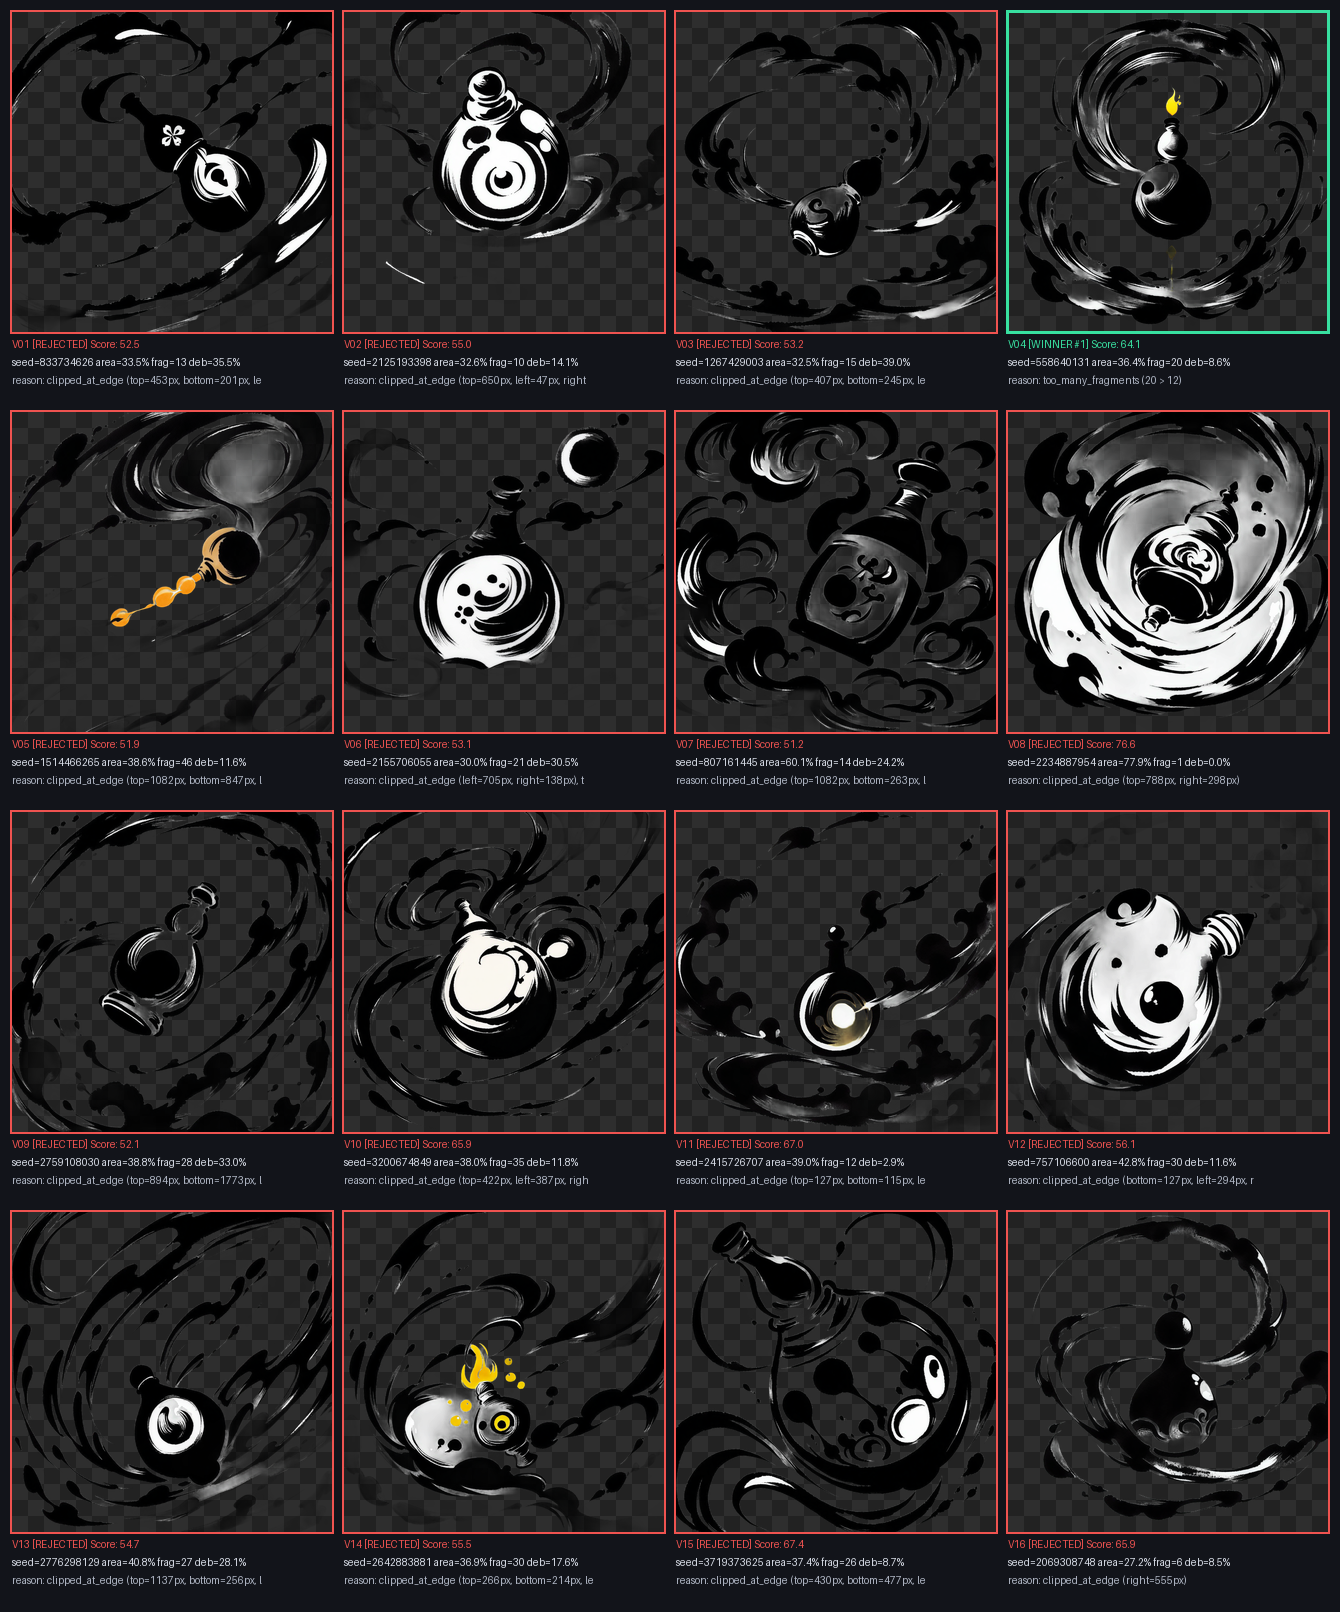 V01 [REJECTED] Score: 52.5
seed=833734626 area=33.5% frag=13 deb=35.5%
reason: clipped_at_edge (top=453px, bottom=201px, le
V02 [REJECTED] Score: 55.0
seed=2125193398 area=32.6% frag=10 deb=14.1%
reason: clipped_at_edge (top=650px, left=47px, right
V03 [REJECTED] Score: 53.2
seed=1267429003 area=32.5% frag=15 deb=39.0%
reason: clipped_at_edge (top=407px, bottom=245px, le
V04 [WINNER #1] Score: 64.1
seed=558640131 area=36.4% frag=20 deb=8.6%
reason: too_many_fragments (20 > 12)
V05 [REJECTED] Score: 51.9
seed=1514466265 area=38.6% frag=46 deb=11.6%
reason: clipped_at_edge (top=1082px, bottom=847px, l
V06 [REJECTED] Score: 53.1
seed=2155706055 area=30.0% frag=21 deb=30.5%
reason: clipped_at_edge (left=705px, right=138px), t
V07 [REJECTED] Score: 51.2
seed=807161445 area=60.1% frag=14 deb=24.2%
reason: clipped_at_edge (top=1082px, bottom=263px, l
V08 [REJECTED] Score: 76.6
seed=2234887954 area=77.9% frag=1 deb=0.0%
reason: clipped_at_edge (top=788px, right=298px)
V09 [REJECTED] Score: 52.1
seed=2759108030 area=38.8% frag=28 deb=33.0%
reason: clipped_at_edge (top=894px, bottom=1773px, l
V10 [REJECTED] Score: 65.9
seed=3200674849 area=38.0% frag=35 deb=11.8%
reason: clipped_at_edge (top=422px, left=387px, righ
V11 [REJECTED] Score: 67.0
seed=2415726707 area=39.0% frag=12 deb=2.9%
reason: clipped_at_edge (top=127px, bottom=115px, le
V12 [REJECTED] Score: 56.1
seed=757106600 area=42.8% frag=30 deb=11.6%
reason: clipped_at_edge (bottom=127px, left=294px, r
V13 [REJECTED] Score: 54.7
seed=2776298129 area=40.8% frag=27 deb=28.1%
reason: clipped_at_edge (top=1137px, bottom=256px, l
V14 [REJECTED] Score: 55.5
seed=2642883881 area=36.9% frag=30 deb=17.6%
reason: clipped_at_edge (top=266px, bottom=214px, le
V15 [REJECTED] Score: 67.4
seed=3719373625 area=37.4% frag=26 deb=8.7%
reason: clipped_at_edge (top=430px, bottom=477px, le
V16 [REJECTED] Score: 65.9
seed=2069308748 area=27.2% frag=6 deb=8.5%
reason: clipped_at_edge (right=555px)